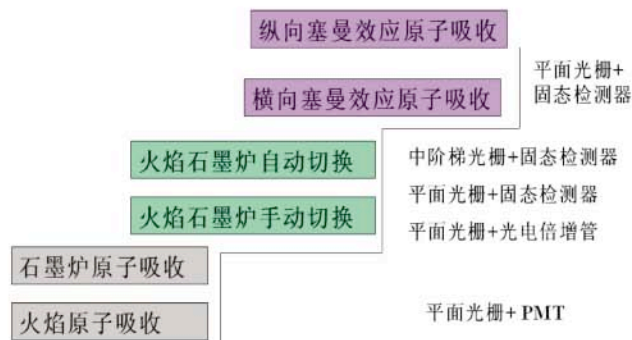 纵向塞曼效应原子吸收
平面光栅+
固态检测器
横向塞曼效应原子吸收
火焰石墨炉自动切换
中阶梯光栅+固态检测器
平面光栅+固态检测器
火焰石墨炉手动切换
平面光栅+光电倍增管
石墨炉原子吸收
火焰原子吸收
平面光栅+ PMT